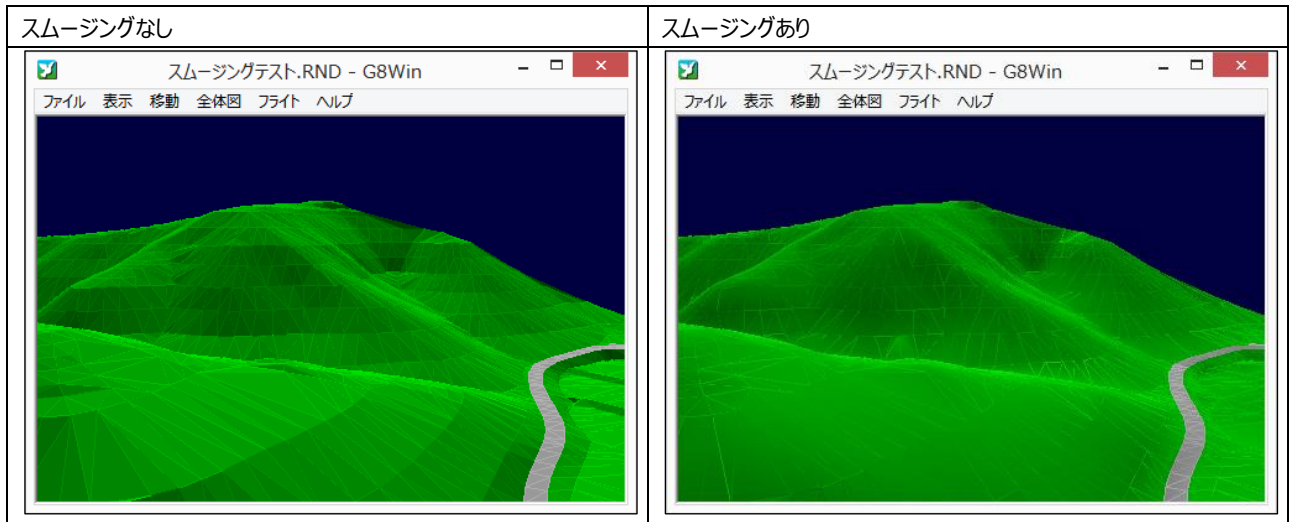 スムージングなし
スムージングあり
スムージングテスト.RND - G8Win
ファイル 表示 移動 全体図 フライト ヘルプ
スムージングテスト.RND - G8Win
ファイル 表示 移動 全体図 フライト ヘルプ